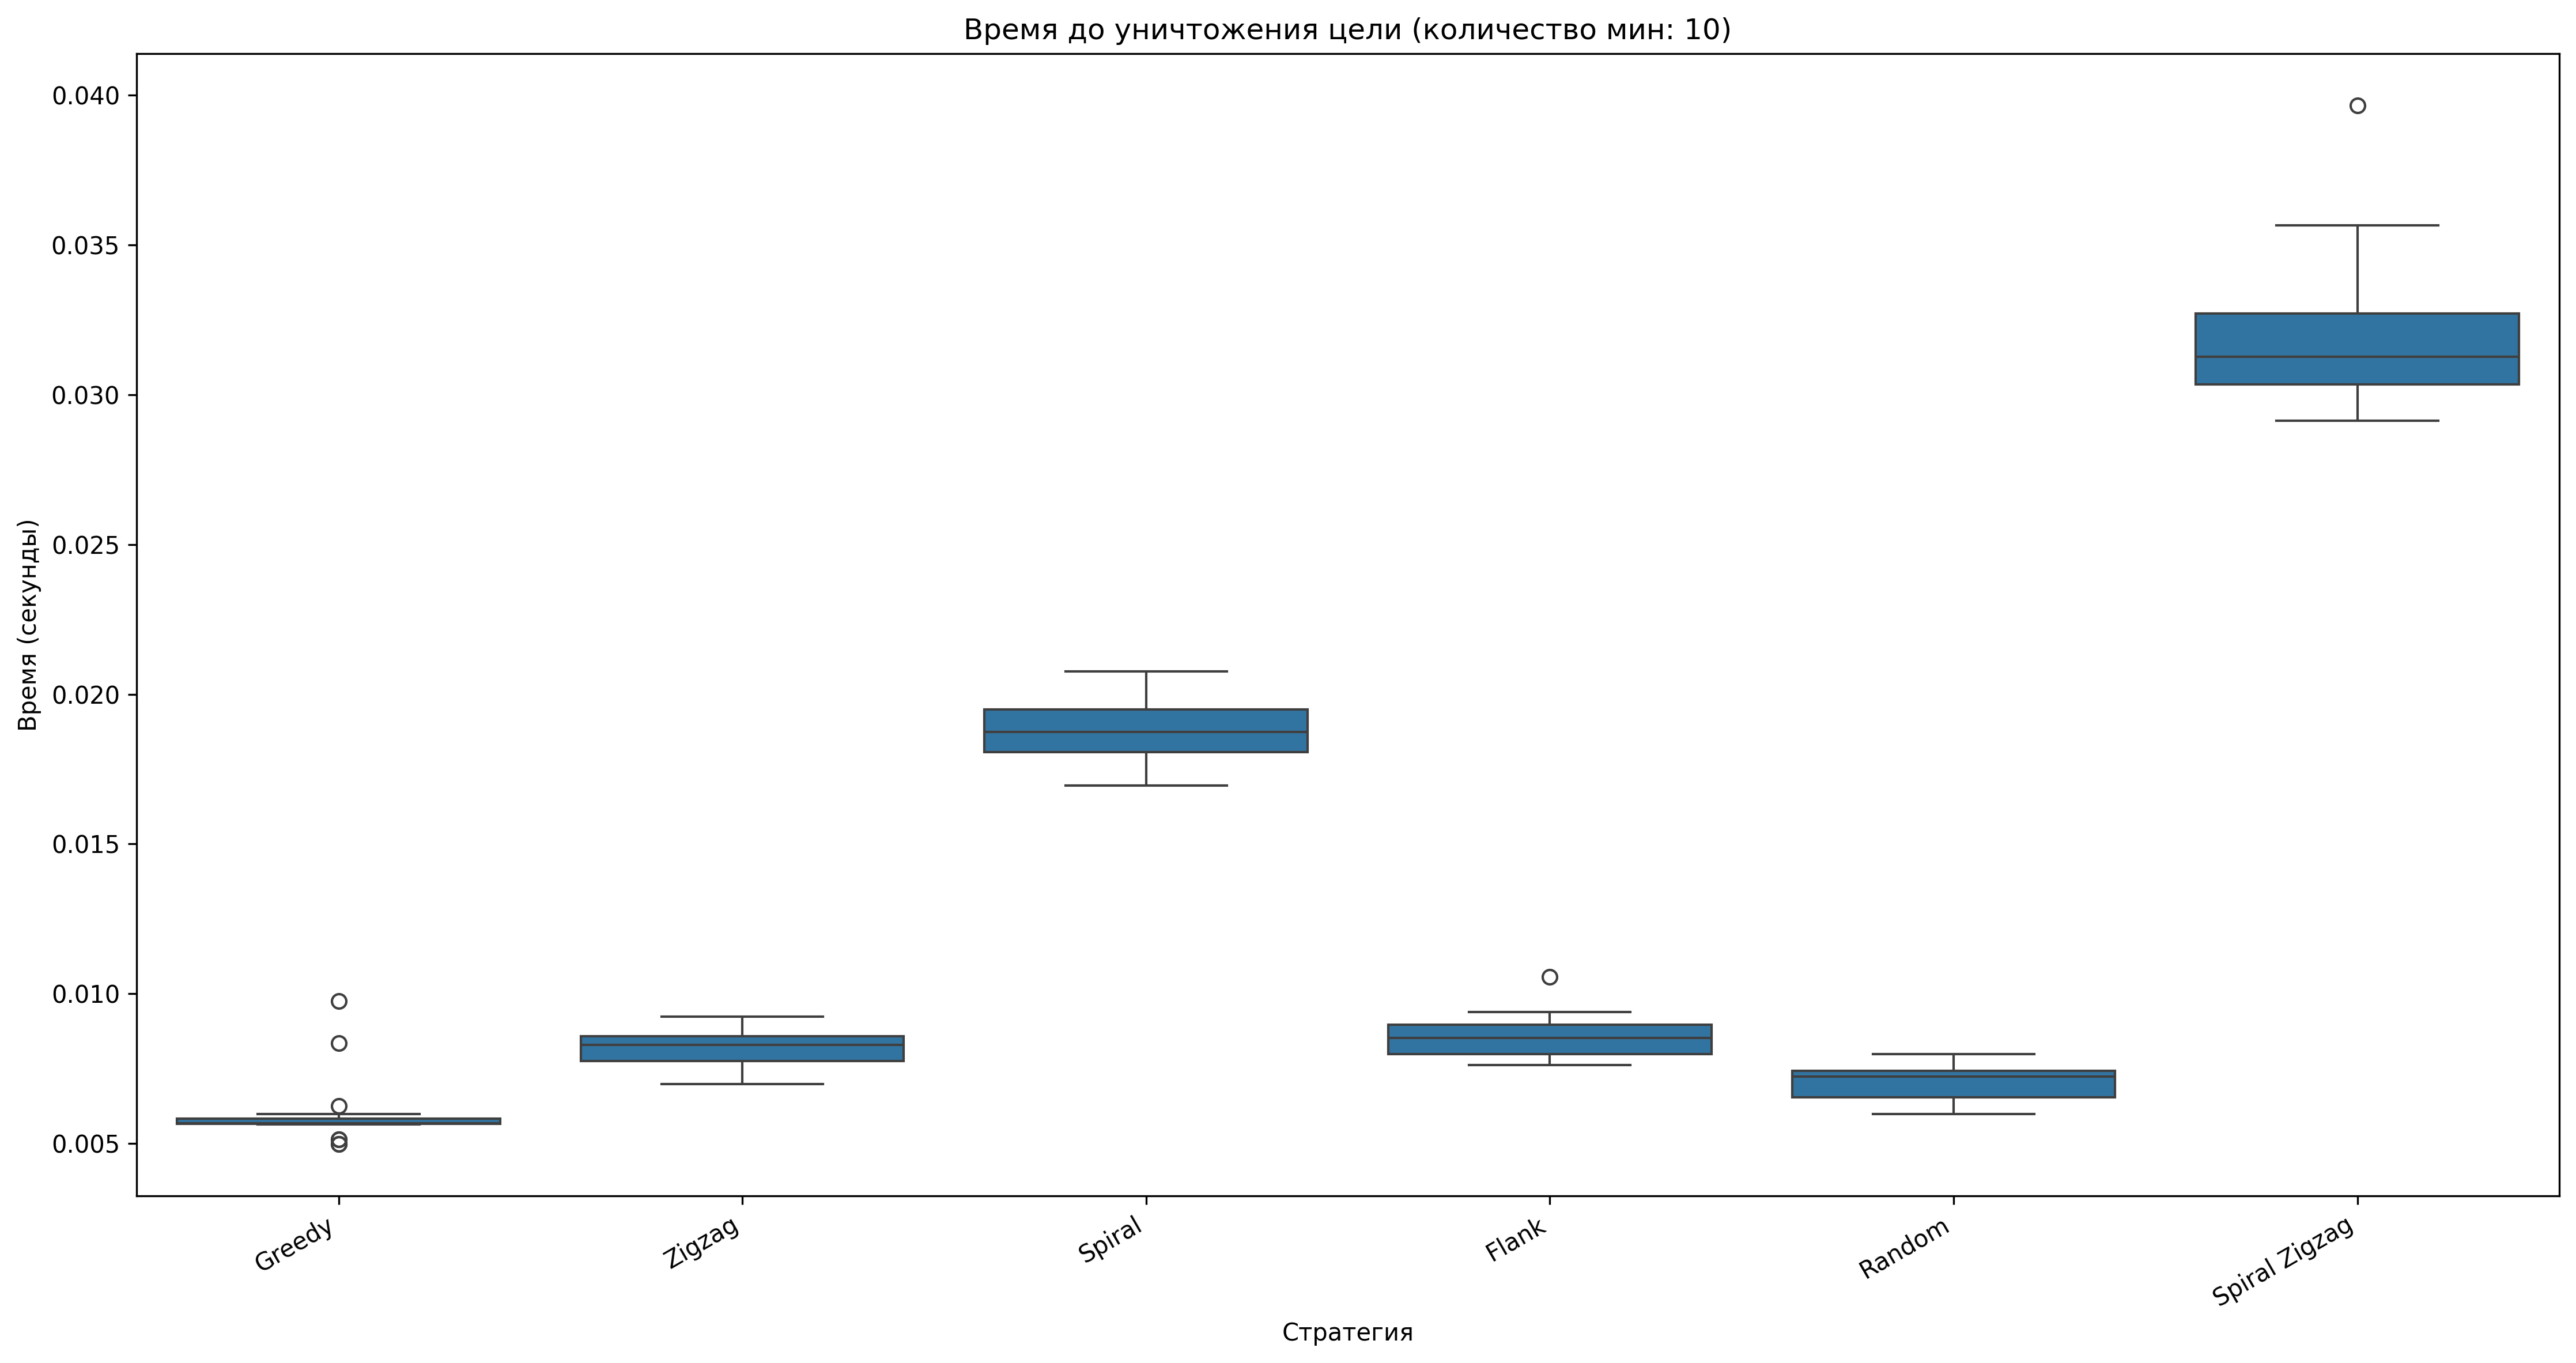 Время до уничтожения цели (количество мин: 10)
Время (секунды)
0.040
0.035
0.030
0.025
0.020
0.015
0.010
0.005
Greedy
Zigzag
Spiral
Flank
Random
Spiral Zigzag
Стратегия